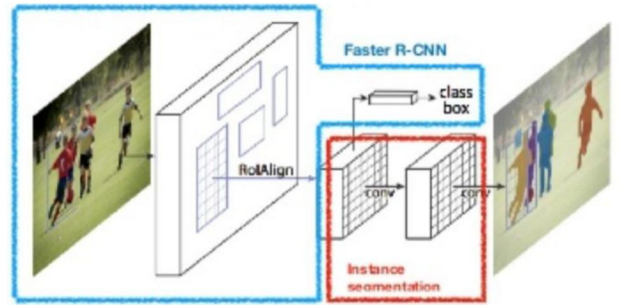 Faster R-CNN
class
box
RoIAlign
conv
conv
Instance
segmentation